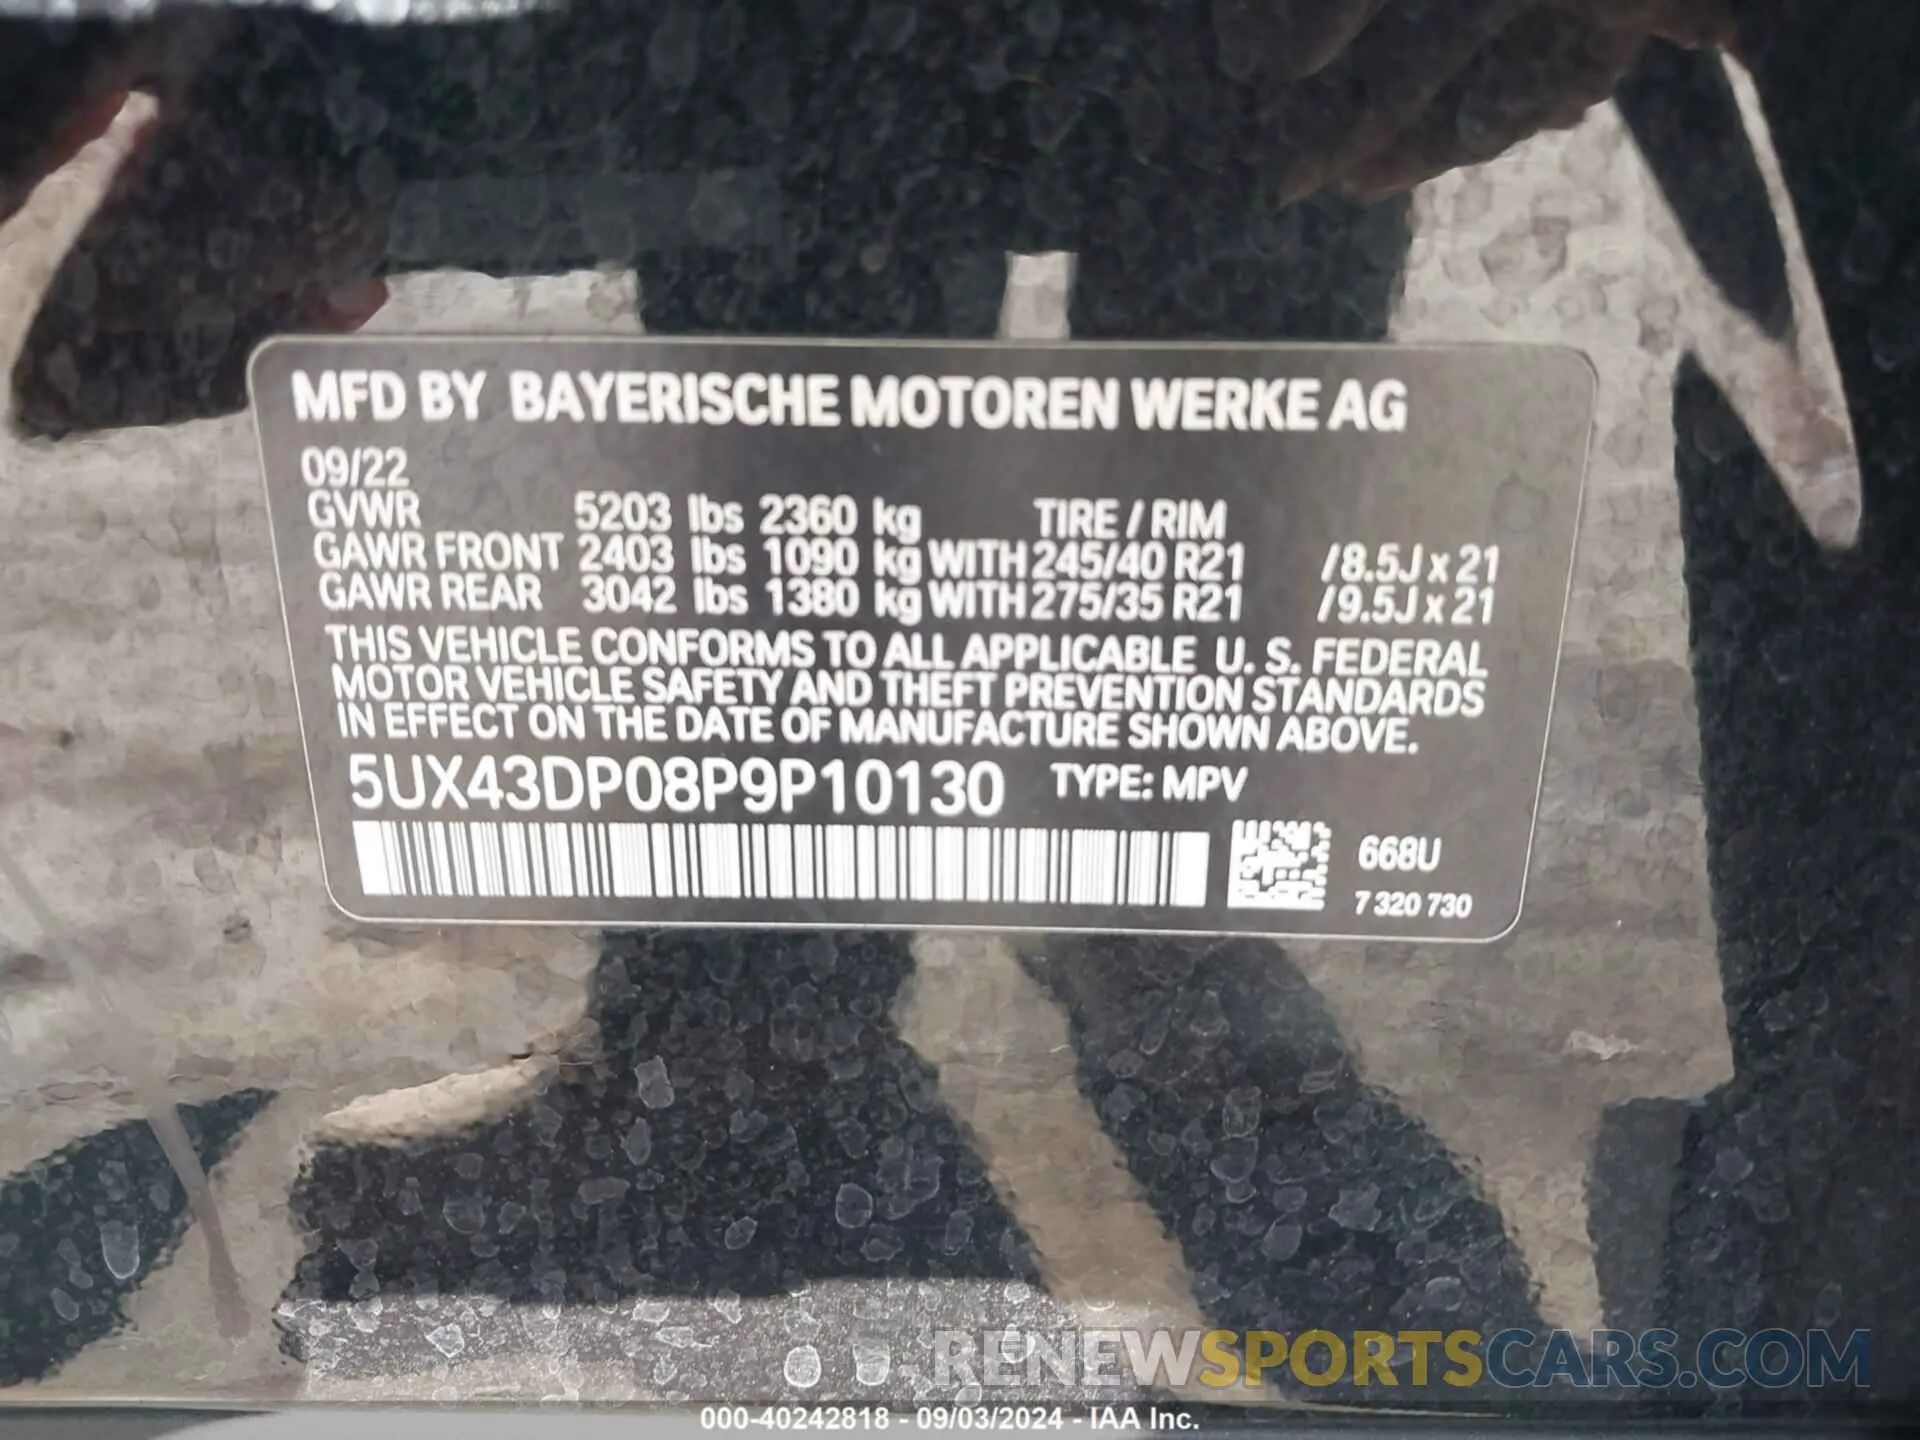 MFD BY BAYERISCHE MOTOREN WERKE AG
09/22
GVWR 5203 lbs 2360 kg TIRE / RIM
GAWR FRONT 2403 lbs 1090 kg WITH 245/40 R21 /8.5J x 21
GAWR REAR 3042 lbs 1380 kg WITH 275/35 R21 /9.5J x 21
THIS VEHICLE CONFORMS TO ALL APPLICABLE U. S. FEDERAL
MOTOR VEHICLE SAFETY AND THEFT PREVENTION STANDARDS
IN EFFECT ON THE DATE OF MANUFACTURE SHOWN ABOVE.
5UX43DP08P9P10130 TYPE: MPV
668U
7 320 730
RENEWSPORTSCARS.COM
000-40242818 - 09/03/2024 - IAA Inc.